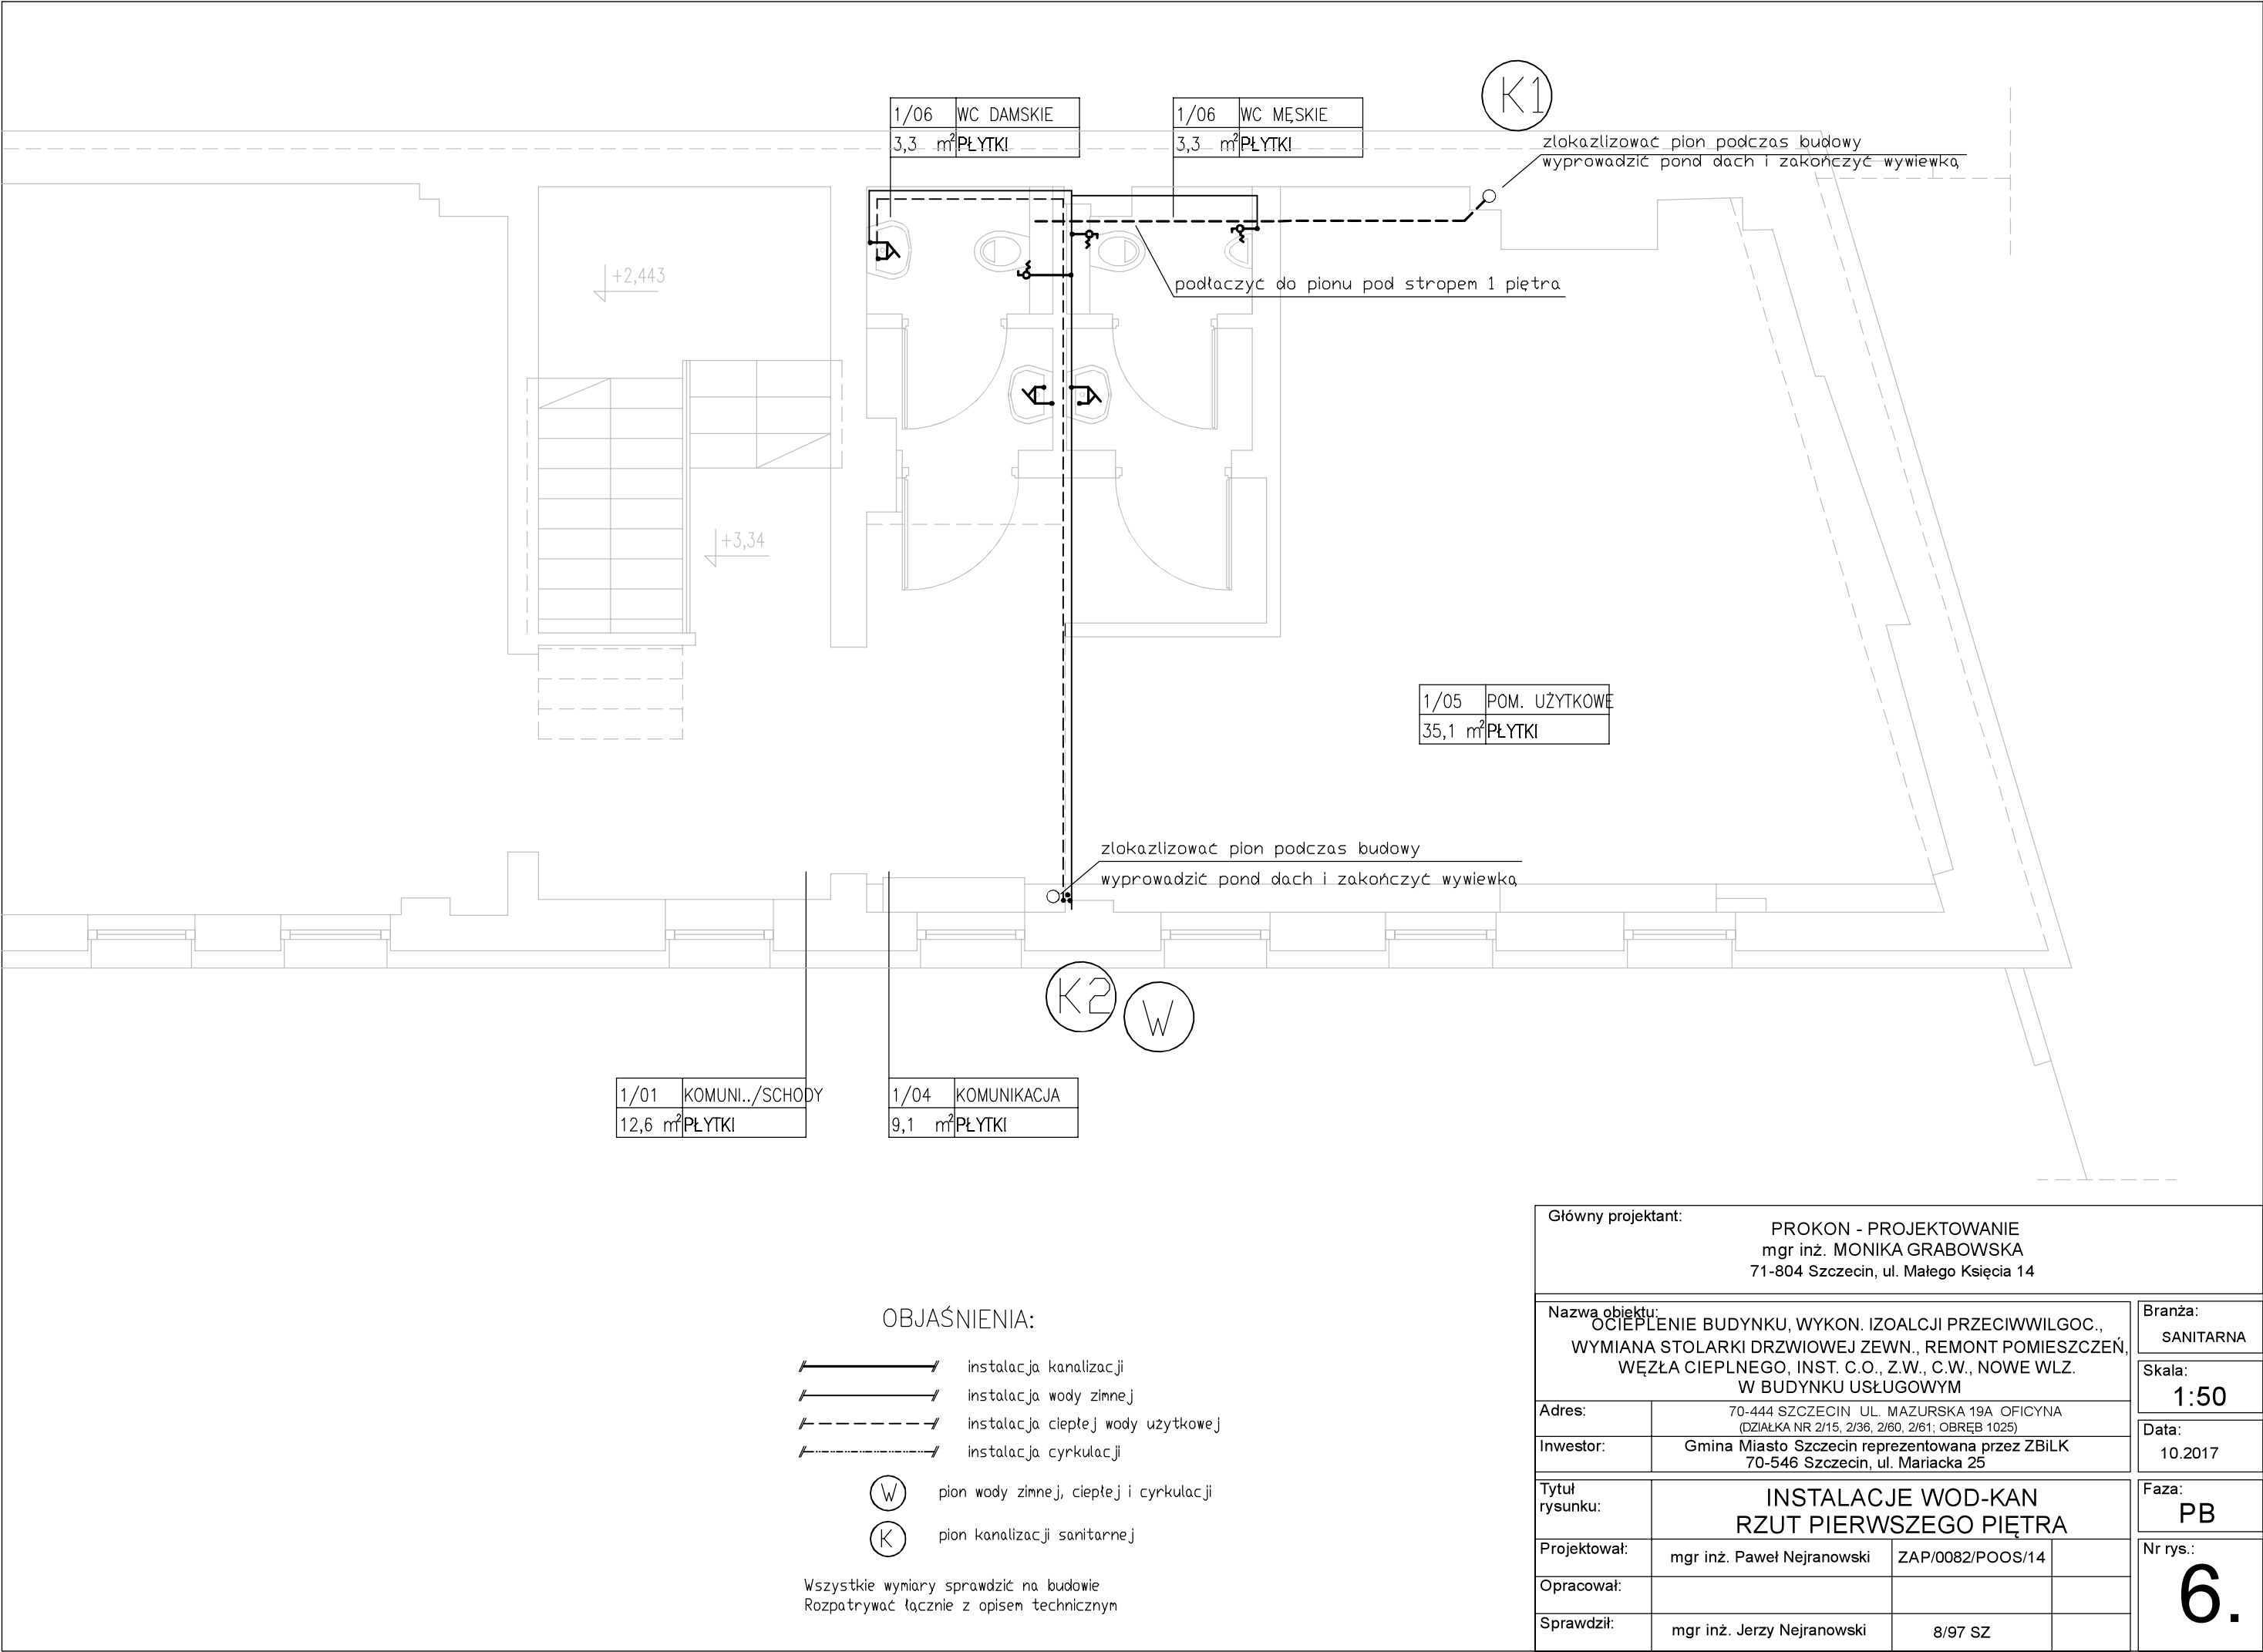 K1
1/06 WC DAMSKIE
3,3 m² PŁYTKI
1/06 WC MĘSKIE
3,3 m² PŁYTKI
zlokazlizować pion podczas budowy
wyprowadzić pond dach i zakończyć wywiewką
+2,443
podłączyć do pionu pod stropem 1 piętra
+3,34
1/05 POM. UŻYTKOWE
35,1 m² PŁYTKI
zlokazlizować pion podczas budowy
wyprowadzić pond dach i zakończyć wywiewką
K2
W
1/01 KOMUNI../SCHODY
12,6 m² PŁYTKI
1/04 KOMUNIKACJA
9,1 m² PŁYTKI
OBJAŚNIENIA:
instalacja kanalizacji
instalacja wody zimnej
instalacja ciepłej wody użytkowej
instalacja cyrkulacji
W pion wody zimnej, ciepłej i cyrkulacji
K pion kanalizacji sanitarnej
Wszystkie wymiary sprawdzić na budowie
Rozpatrywać łącznie z opisem technicznym
Główny projektant:
PROKON - PROJEKTOWANIE
mgr inż. MONIKA GRABOWSKA
71-804 Szczecin, ul. Małego Księcia 14
Nazwa obiektu:
OCIEPLENIE BUDYNKU, WYKON. IZOALCJI PRZECIWWILGOC.,
WYMIANA STOLARKI DRZWIOWEJ ZEWN., REMONT POMIESZCZEŃ,
WĘZŁA CIEPLNEGO, INST. C.O., Z.W., C.W., NOWE WLZ.
W BUDYNKU USŁUGOWYM
Branża:
SANITARNA
Skala:
1:50
Adres:
70-444 SZCZECIN UL. MAZURSKA 19A OFICYNA
(DZIAŁKA NR 2/15, 2/36, 2/60, 2/61; OBRĘB 1025)
Inwestor:
Gmina Miasto Szczecin reprezentowana przez ZBiLK
70-546 Szczecin, ul. Mariacka 25
Data:
10.2017
Tytuł
rysunku:
INSTALACJE WOD-KAN
RZUT PIERWSZEGO PIĘTRA
Faza:
PB
Projektował: mgr inż. Paweł Nejranowski ZAP/0082/POOS/14
Opracował:
Sprawdził: mgr inż. Jerzy Nejranowski 8/97 SZ
Nr rys.:
6.